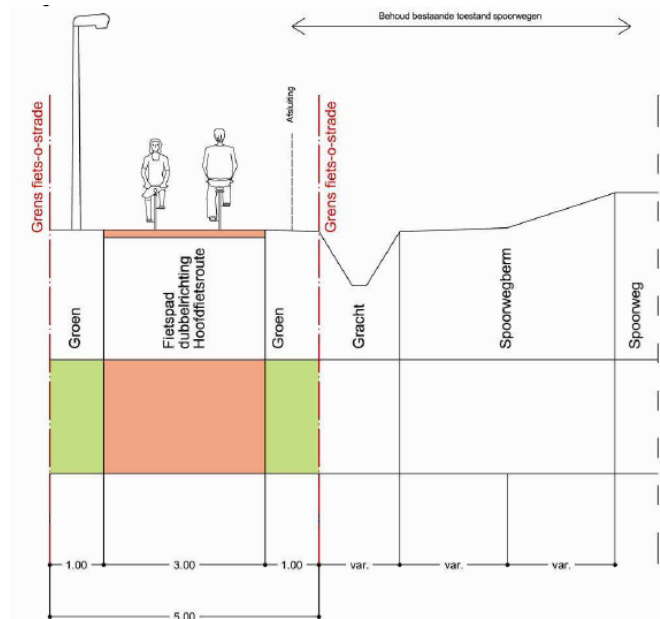 Behoud bestaande toestand spoorwegen
Grens fiets-o-strade
Afsluiting
Grens fiets-o-strade
Groen
Fietspad
dubbelrichting
Hoofdfietsroute
Groen
Gracht
Spoorwegberm
Spoorweg
1.00
3.00
1.00
var.
var.
var.
5.00